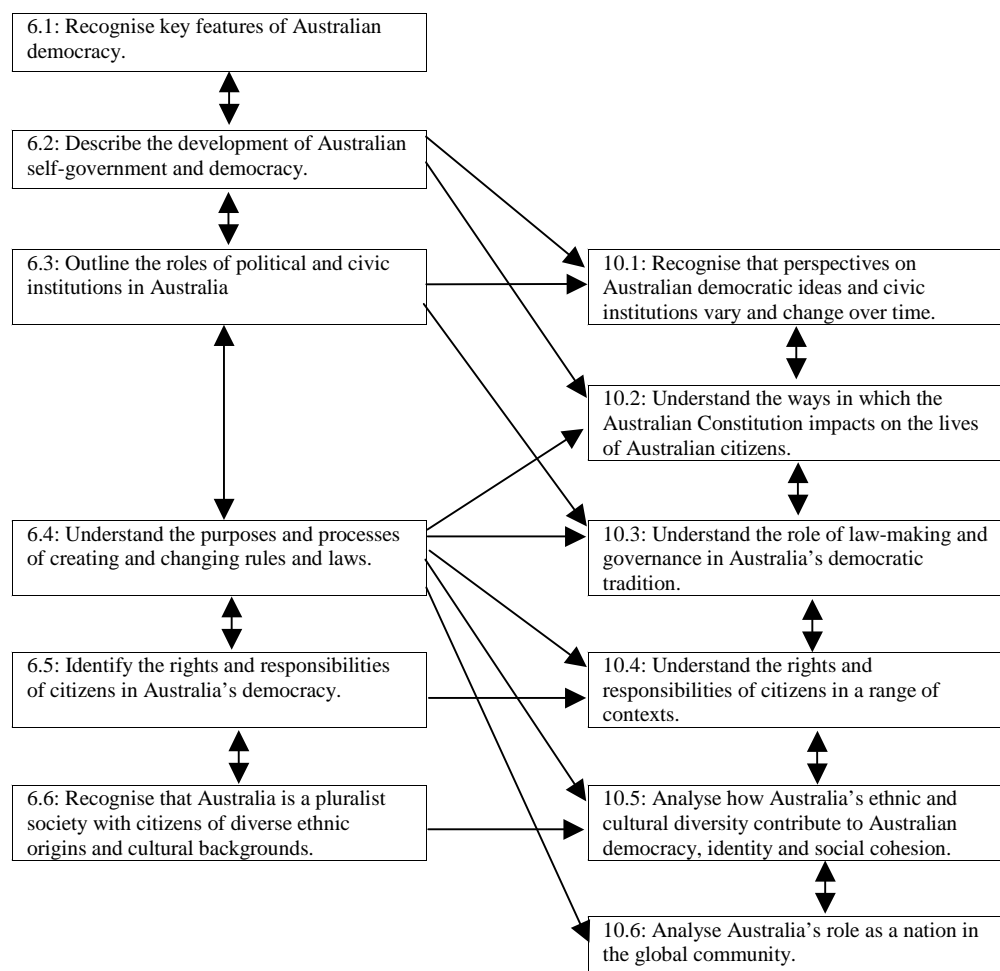 6.1: Recognise key features of Australian
democracy.
6.2: Describe the development of Australian
self-government and democracy.
6.3: Outline the roles of political and civic
institutions in Australia
6.4: Understand the purposes and processes
of creating and changing rules and laws.
6.5: Identify the rights and responsibilities
of citizens in Australia’s democracy.
6.6: Recognise that Australia is a pluralist
society with citizens of diverse ethnic
origins and cultural backgrounds.
10.1: Recognise that perspectives on
Australian democratic ideas and civic
institutions vary and change over time.
10.2: Understand the ways in which the
Australian Constitution impacts on the lives
of Australian citizens.
10.3: Understand the role of law-making and
governance in Australia’s democratic
tradition.
10.4: Understand the rights and
responsibilities of citizens in a range of
contexts.
10.5: Analyse how Australia’s ethnic and
cultural diversity contribute to Australian
democracy, identity and social cohesion.
10.6: Analyse Australia’s role as a nation in
the global community.